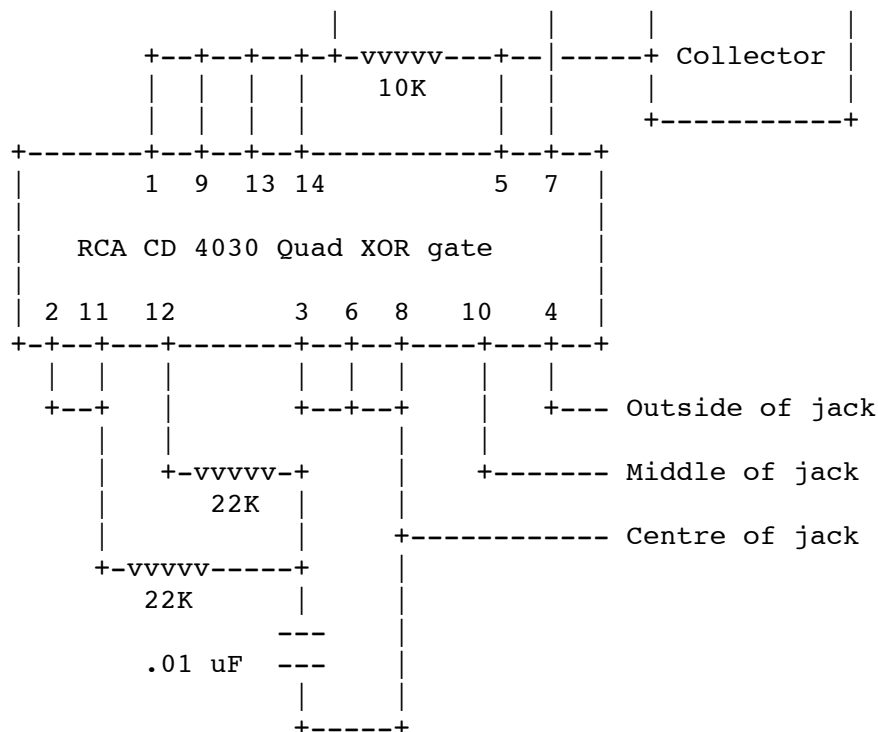 Collector
10K
1 9 13 14 5 7
RCA CD 4030 Quad XOR gate
2 11 12 3 6 8 10 4
Outside of jack
Middle of jack
22K
Centre of jack
22K
.01 uF